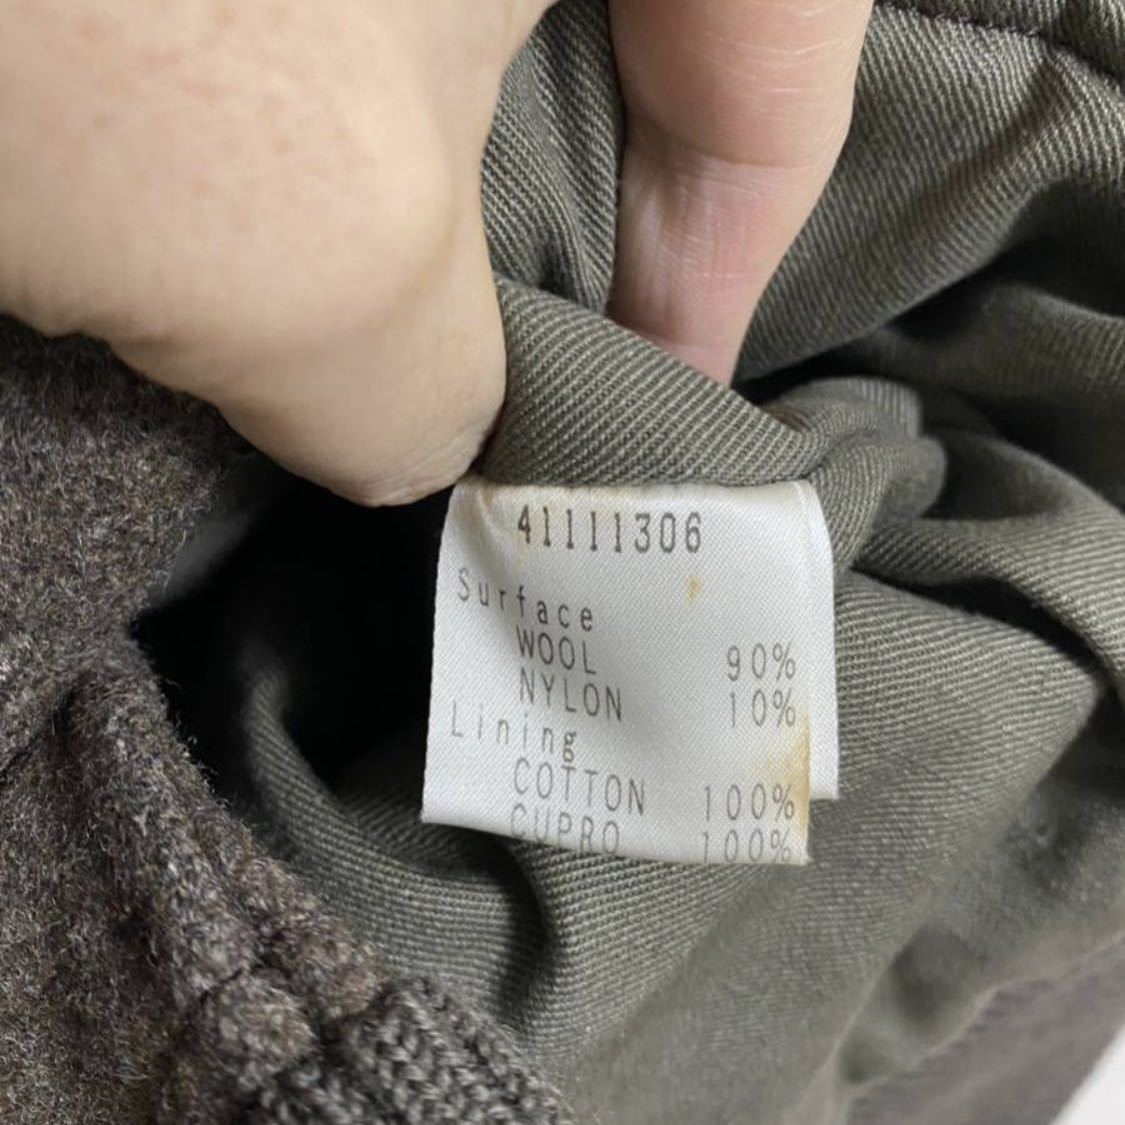 41111306
Surface
WOOL 90%
NYLON 10%
Lining
COTTON 100%
CUPRO 100%